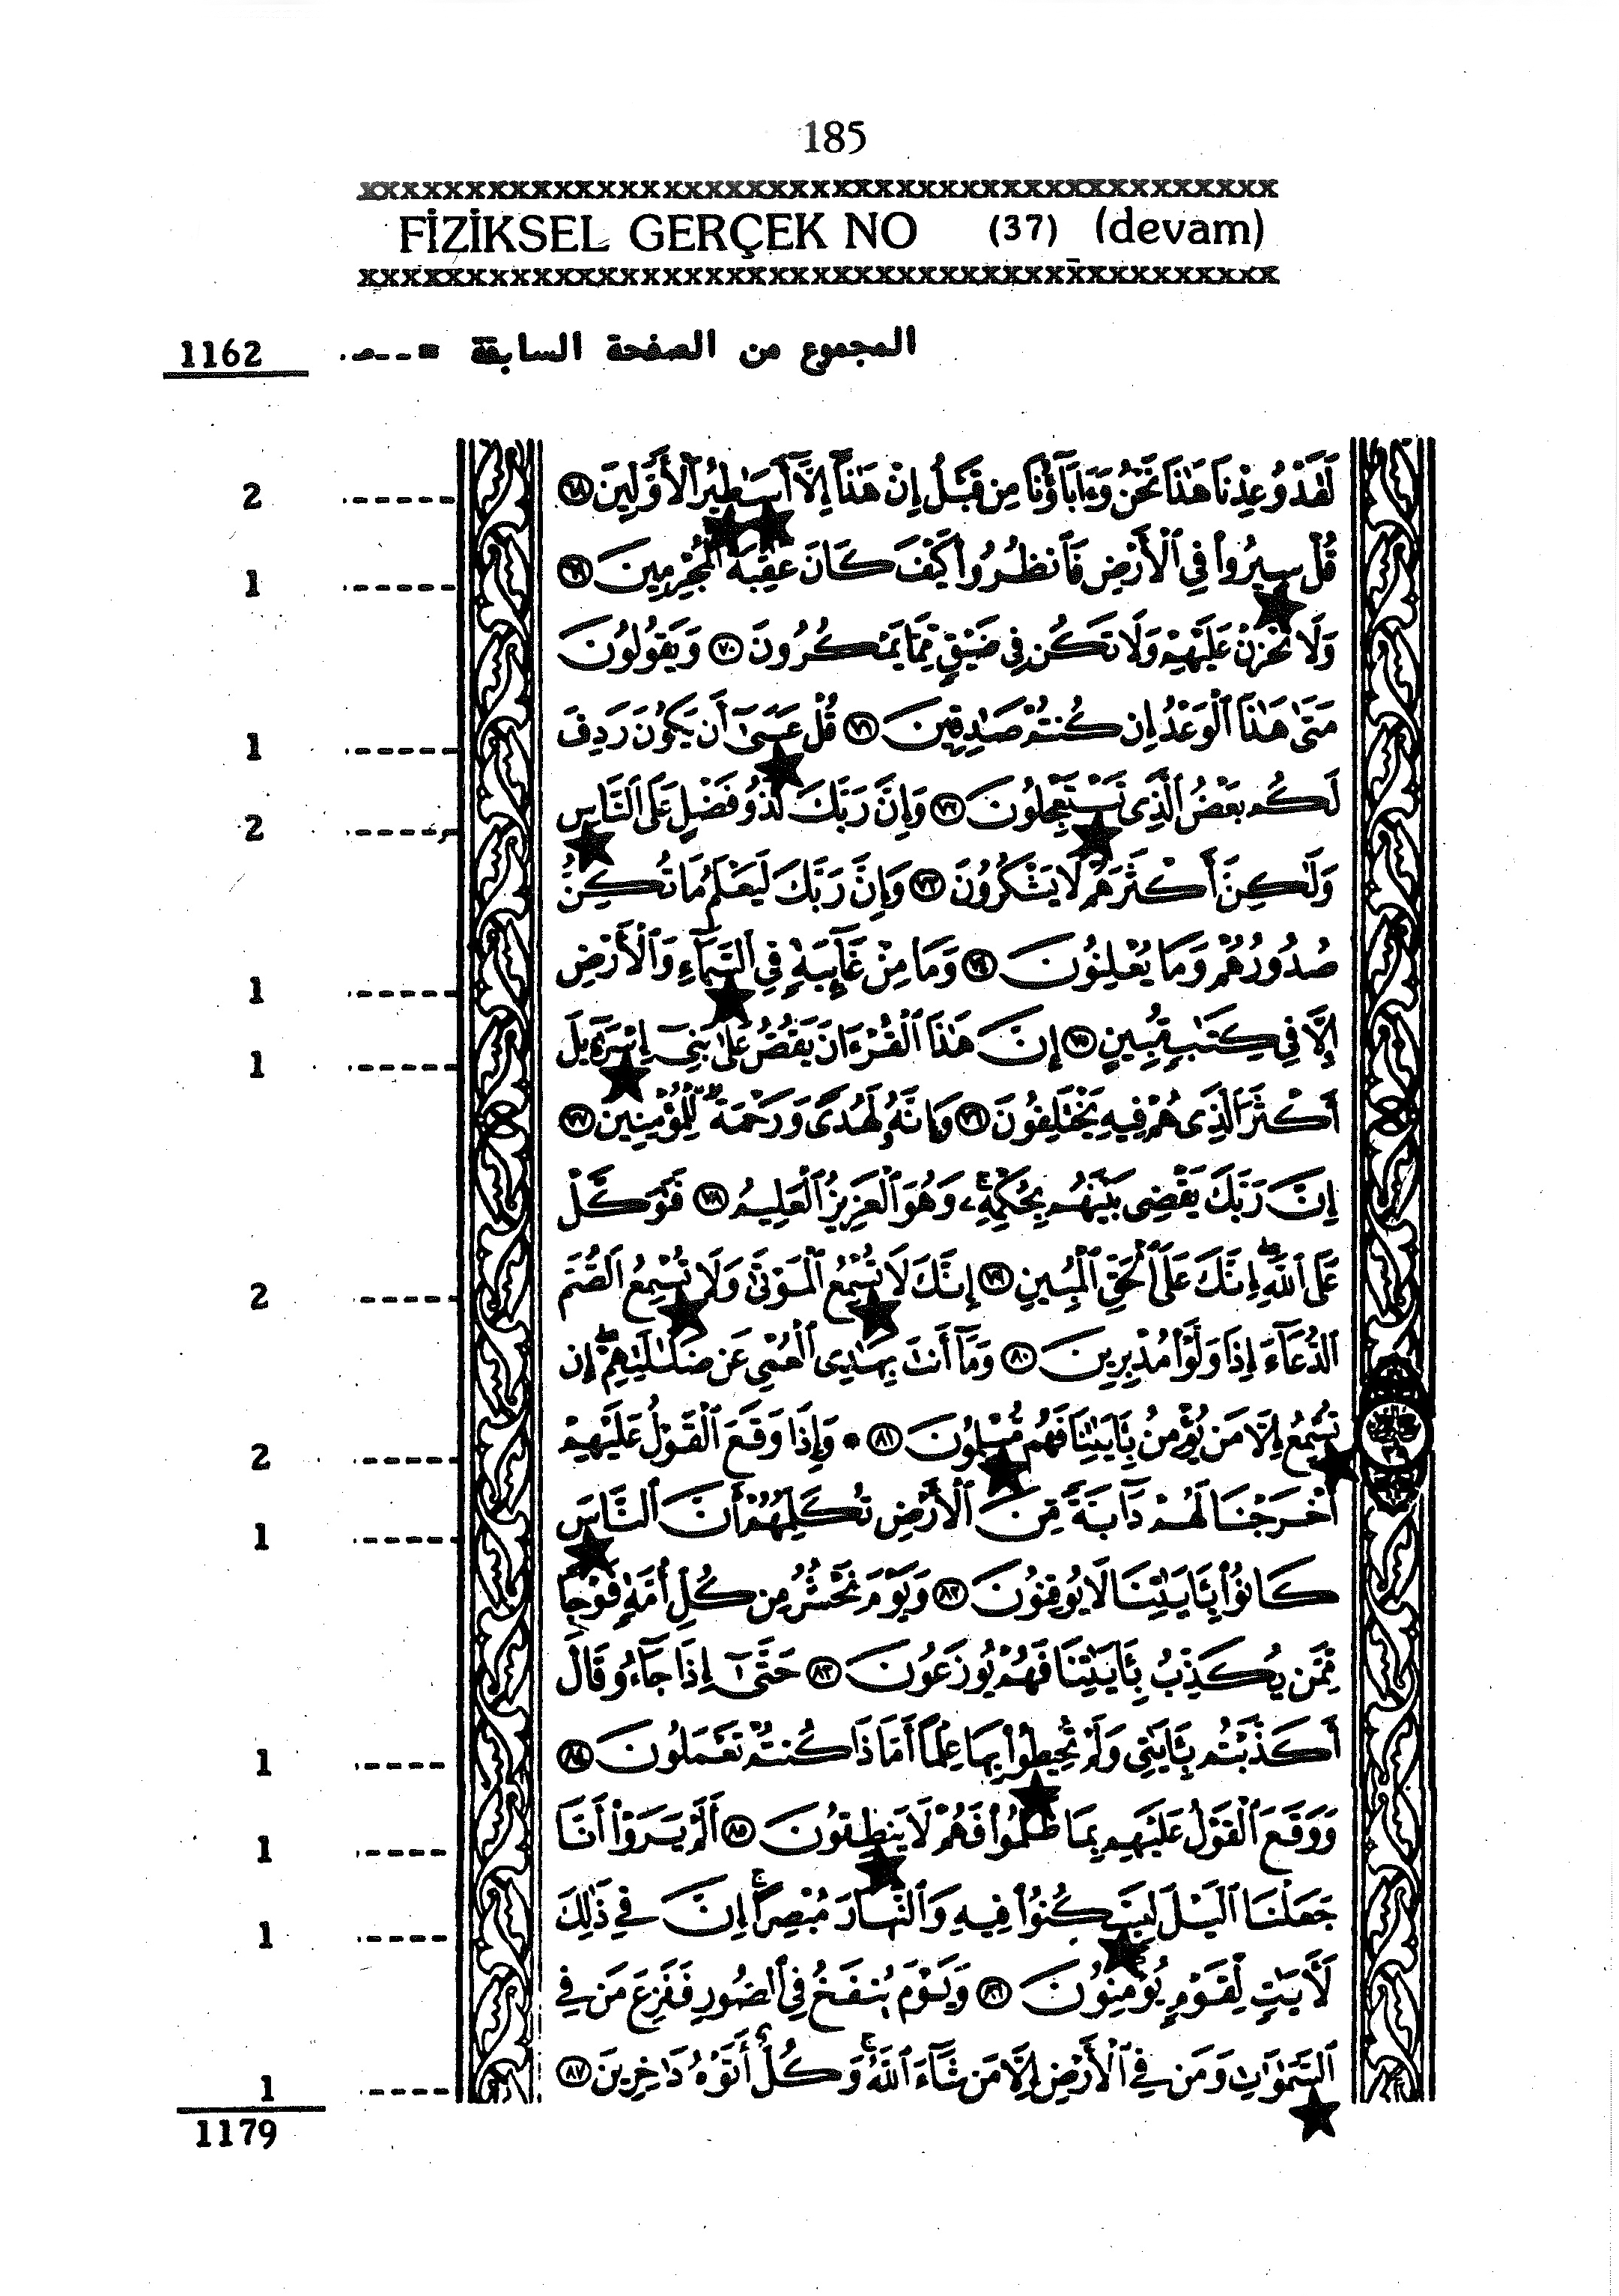 185
xxxxxxxxxxxxxxxxxxxxxxxxxxxxxxxxxxxxxxxxxxx
FİZİKSEL GERÇEK NO (37) (devam)
xxxxxxxxxxxxxxxxxxxxxxxxxxxxxxxxxxxxxxxxxxx
المجموع من الصفحة السابقة = ---- 1162
لَقَدْ وُعِدْنَا هَٰذَا نَحْنُ وَءَابَآؤُنَا مِن قَبْلُ إِنْ هَٰذَآ إِلَّآ أَسَٰطِيرُ ٱلْأَوَّلِينَ ٦٨ ------ 2
قُلْ سِيرُوا۟ فِى ٱلْأَرْضِ فَٱنظُرُوا۟ كَيْفَ كَانَ عَٰقِبَةُ ٱلْمُجْرِمِينَ ٦٩ ------ 1
وَلَا تَحْزَنْ عَلَيْهِمْ وَلَا تَكُن فِى ضَيْقٍ مِّمَّا يَمْكُرُونَ ٧٠ وَيَقُولُونَ
مَتَىٰ هَٰذَا ٱلْوَعْدُ إِن كُنتُمْ صَٰدِقِينَ ٧١ قُلْ عَسَىٰٓ أَن يَكُونَ رَدِفَ ------ 1
لَكُم بَعْضُ ٱلَّذِى تَسْتَعْجِلُونَ ٧٢ وَإِنَّ رَبَّكَ لَذُو فَضْلٍ عَلَى ٱلنَّاسِ ------ 2
وَلَٰكِنَّ أَكْثَرَهُمْ لَا يَشْكُرُونَ ٧٣ وَإِنَّ رَبَّكَ لَيَعْلَمُ مَا تُكِنُّ
صُدُورُهُمْ وَمَا يُعْلِنُونَ ٧٤ وَمَا مِنْ غَآئِبَةٍ فِى ٱلسَّمَآءِ وَٱلْأَرْضِ ------ 1
إِلَّا فِى كِتَٰبٍ مُّبِينٍ ٧٥ إِنَّ هَٰذَا ٱلْقُرْءَانَ يَقُصُّ عَلَىٰ بَنِىٓ إِسْرَٰٓءِيلَ ------ 1
أَكْثَرَ ٱلَّذِى هُمْ فِيهِ يَخْتَلِفُونَ ٧٦ وَإِنَّهُۥ لَهُدًى وَرَحْمَةٌ لِّلْمُؤْمِنِينَ ٧٧
إِنَّ رَبَّكَ يَقْضِى بَيْنَهُم بِحُكْمِهِۦۚ وَهُوَ ٱلْعَزِيزُ ٱلْعَلِيمُ ٧٨ فَتَوَكَّلْ
عَلَى ٱللَّهِۖ إِنَّكَ عَلَى ٱلْحَقِّ ٱلْمُبِينِ ٧٩ إِنَّكَ لَا تُسْمِعُ ٱلْمَوْتَىٰ وَلَا تُسْمِعُ ٱلصُّمَّ ------ 2
ٱلدُّعَآءَ إِذَا وَلَّوْا۟ مُدْبِرِينَ ٨٠ وَمَآ أَنتَ بِهَٰدِى ٱلْعُمْىِ عَن ضَلَٰلَتِهِمْۖ إِن
تُسْمِعُ إِلَّا مَن يُؤْمِنُ بِـَٔايَٰتِنَا فَهُم مُّسْلِمُونَ ٨١ وَإِذَا وَقَعَ ٱلْقَوْلُ عَلَيْهِمْ ------ 2
أَخْرَجْنَا لَهُمْ دَآبَّةً مِّنَ ٱلْأَرْضِ تُكَلِّمُهُمْ أَنَّ ٱلنَّاسَ ------ 1
كَانُوا۟ بِـَٔايَٰتِنَا لَا يُوقِنُونَ ٨٢ وَيَوْمَ نَحْشُرُ مِن كُلِّ أُمَّةٍ فَوْجًا
مِّمَّن يُكَذِّبُ بِـَٔايَٰتِنَا فَهُمْ يُوزَعُونَ ٨٣ حَتَّىٰٓ إِذَا جَآءُو قَالَ
أَكَذَّبْتُم بِـَٔايَٰتِى وَلَمْ تُحِيطُوا۟ بِهَا عِلْمًا أَمَّاذَا كُنتُمْ تَعْمَلُونَ ٨٤ ------ 1
وَوَقَعَ ٱلْقَوْلُ عَلَيْهِم بِمَا ظَلَمُوا۟ فَهُمْ لَا يَنطِقُونَ ٨٥ أَلَمْ يَرَوْا۟ أَنَّا ------ 1
جَعَلْنَا ٱلَّيْلَ لِيَسْكُنُوا۟ فِيهِ وَٱلنَّهَارَ مُبْصِرًاۚ إِنَّ فِى ذَٰلِكَ ------ 1
لَءَايَٰتٍ لِّقَوْمٍ يُؤْمِنُونَ ٨٦ وَيَوْمَ يُنفَخُ فِى ٱلصُّورِ فَفَزِعَ مَن فِى
ٱلسَّمَٰوَٰتِ وَمَن فِى ٱلْأَرْضِ إِلَّا مَن شَآءَ ٱللَّهُۚ وَكُلٌّ أَتَوْهُ دَٰخِرِينَ ٨٧ ------ 1
1179